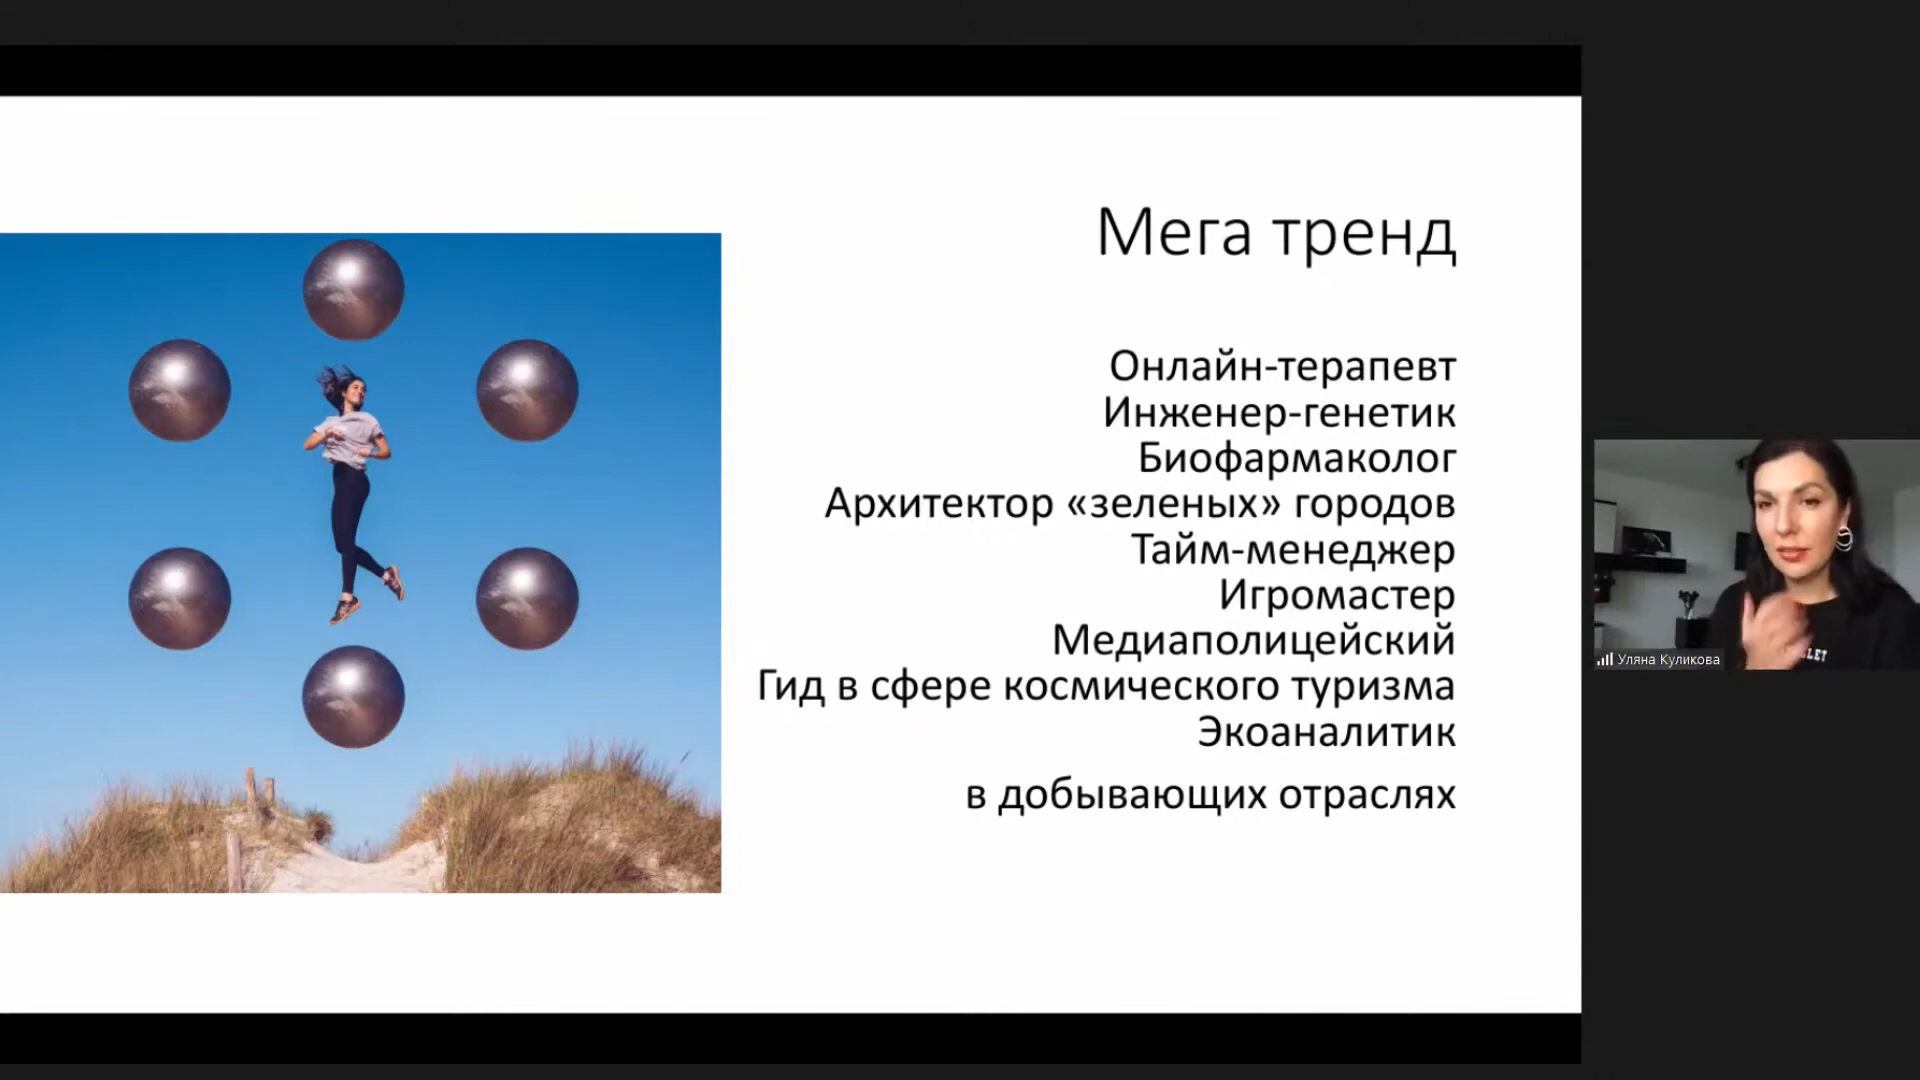 Мега тренд
Онлайн-терапевт
Инженер-генетик
Биофармаколог
Архитектор «зеленых» городов
Тайм-менеджер
Игромастер
Медиаполицейский
Гид в сфере космического туризма
Экоаналитик
в добывающих отраслях
Уляна Куликова